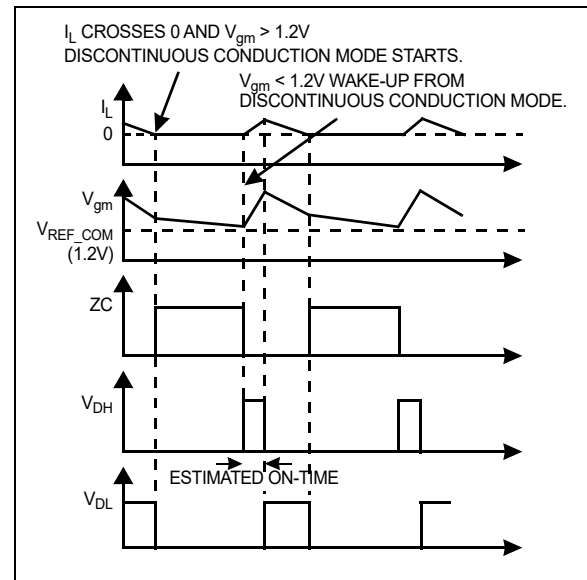 I_L CROSSES 0 AND V_gm > 1.2V
DISCONTINUOUS CONDUCTION MODE STARTS.
V_gm < 1.2V WAKE-UP FROM
DISCONTINUOUS CONDUCTION MODE.
I_L
0
V_gm
V_REF_COM
(1.2V)
ZC
V_DH
ESTIMATED ON-TIME
V_DL